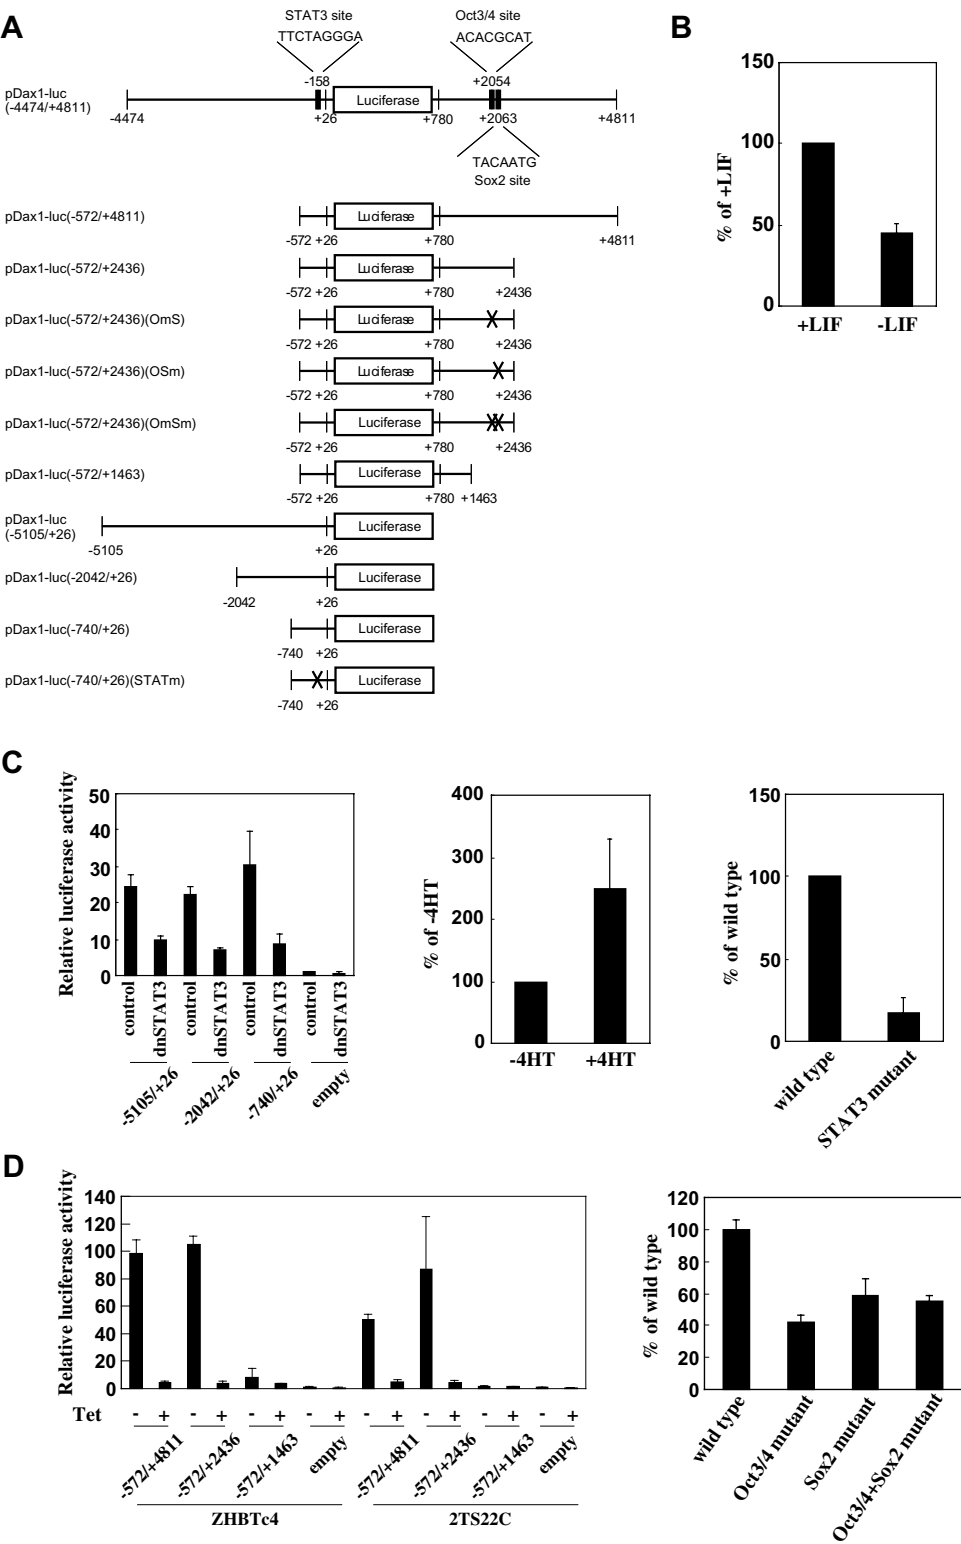 A
STAT3 site
TTCTAGGGA
Oct3/4 site
ACACGCAT
pDax1-luc
(-4474/+4811)
-158
+2054
Luciferase
-4474
+26
+780
+2063
+4811
TACAATG
Sox2 site
pDax1-luc(-572/+4811)
Luciferase
-572 +26 +780 +4811
pDax1-luc(-572/+2436)
Luciferase
-572 +26 +780 +2436
pDax1-luc(-572/+2436)(OmS)
Luciferase
-572 +26 +780 +2436
pDax1-luc(-572/+2436)(OSm)
Luciferase
-572 +26 +780 +2436
pDax1-luc(-572/+2436)(OmSm)
Luciferase
-572 +26 +780 +2436
pDax1-luc(-572/+1463)
Luciferase
-572 +26 +780 +1463
pDax1-luc
(-5105/+26)
Luciferase
-5105 +26
pDax1-luc(-2042/+26)
Luciferase
-2042 +26
pDax1-luc(-740/+26)
Luciferase
-740 +26
pDax1-luc(-740/+26)(STATm)
Luciferase
-740 +26
B
% of +LIF
150
100
50
0
+LIF -LIF
C
Relative luciferase activity
50
40
30
20
10
0
control
dnSTAT3
control
dnSTAT3
control
dnSTAT3
control
dnSTAT3
-5105/+26
-2042/+26
-740/+26
empty
% of -4HT
400
300
200
100
0
-4HT +4HT
% of wild type
150
100
50
0
wild type
STAT3 mutant
D
Relative luciferase activity
140
120
100
80
60
40
20
0
Tet - + - + - + - + - + - + - + - +
-572/+4811
-572/+2436
-572/+1463
empty
-572/+4811
-572/+2436
-572/+1463
empty
ZHBTc4
2TS22C
% of wild type
120
100
80
60
40
20
0
wild type
Oct3/4 mutant
Sox2 mutant
Oct3/4+Sox2 mutant